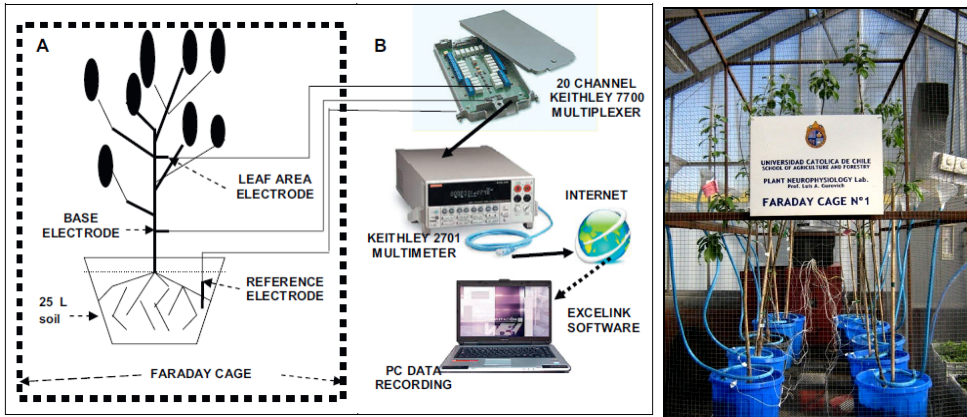 A
B
20 CHANNEL
KEITHLEY 7700
MULTIPLEXER
LEAF AREA
ELECTRODE
BASE
ELECTRODE
INTERNET
KEITHLEY 2701
MULTIMETER
REFERENCE
ELECTRODE
25 L
soil
EXCELINK
SOFTWARE
PC DATA
RECORDING
FARADAY CAGE
UNIVERSIDAD CATOLICA DE CHILE
SCHOOL OF AGRICULTURE AND FORESTRY
PLANT NEUROPHYSIOLOGY Lab.
Prof. Luis A. Gurovich
FARADAY CAGE Nº1